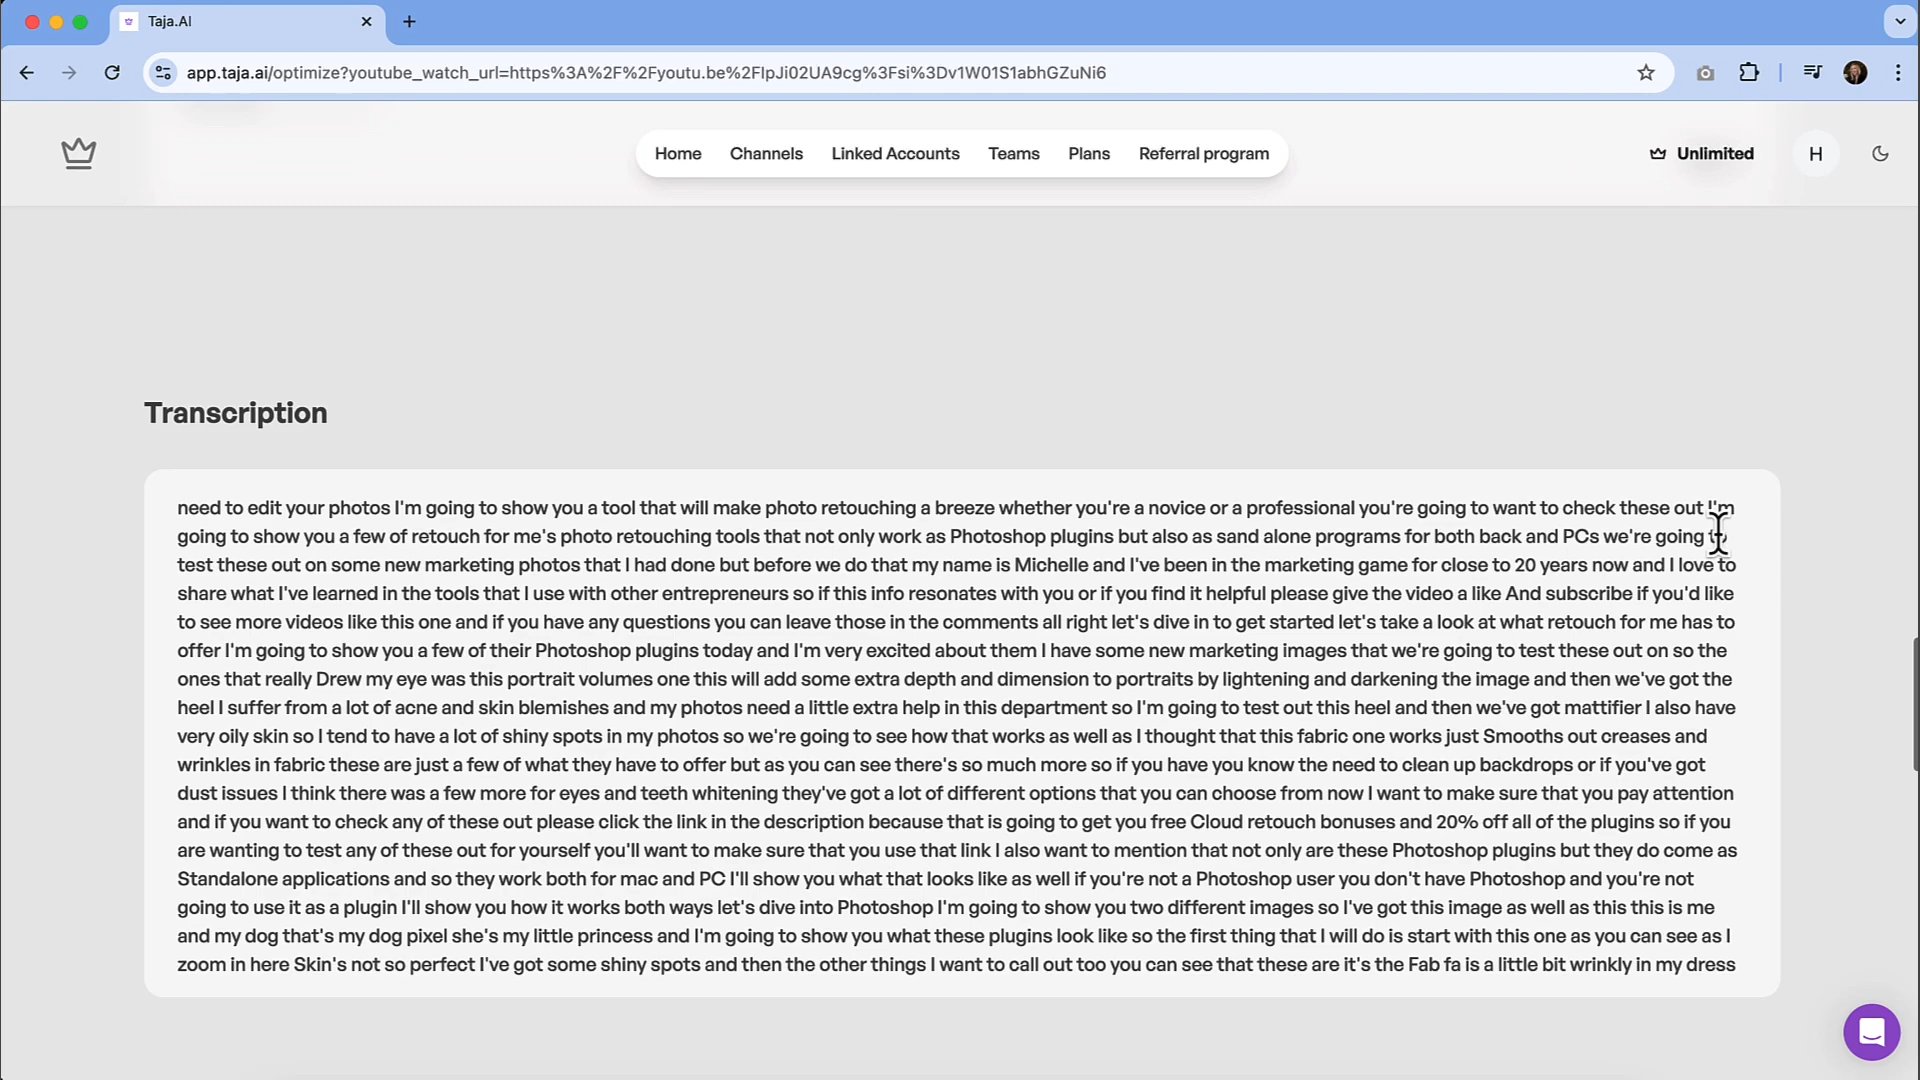 Taja.AI
app.taja.ai/optimize?youtube_watch_url=https%3A%2F%2Fyoutu.be%2FIpJi02UA9cg%3Fsi%3Dv1W01S1abhGZuNi6
Home Channels Linked Accounts Teams Plans Referral program
Unlimited
H
Transcription
need to edit your photos I'm going to show you a tool that will make photo retouching a breeze whether you're a novice or a professional you're going to want to check these out I'm
going to show you a few of retouch for me's photo retouching tools that not only work as Photoshop plugins but also as sand alone programs for both back and PCs we're going to
test these out on some new marketing photos that I had done but before we do that my name is Michelle and I've been in the marketing game for close to 20 years now and I love to
share what I've learned in the tools that I use with other entrepreneurs so if this info resonates with you or if you find it helpful please give the video a like And subscribe if you'd like
to see more videos like this one and if you have any questions you can leave those in the comments all right let's dive in to get started let's take a look at what retouch for me has to
offer I'm going to show you a few of their Photoshop plugins today and I'm very excited about them I have some new marketing images that we're going to test these out on so the
ones that really Drew my eye was this portrait volumes one this will add some extra depth and dimension to portraits by lightening and darkening the image and then we've got the
heel I suffer from a lot of acne and skin blemishes and my photos need a little extra help in this department so I'm going to test out this heel and then we've got mattifier I also have
very oily skin so I tend to have a lot of shiny spots in my photos so we're going to see how that works as well as I thought that this fabric one works just Smooths out creases and
wrinkles in fabric these are just a few of what they have to offer but as you can see there's so much more so if you have you know the need to clean up backdrops or if you've got
dust issues I think there was a few more for eyes and teeth whitening they've got a lot of different options that you can choose from now I want to make sure that you pay attention
and if you want to check any of these out please click the link in the description because that is going to get you free Cloud retouch bonuses and 20% off all of the plugins so if you
are wanting to test any of these out for yourself you'll want to make sure that you use that link I also want to mention that not only are these Photoshop plugins but they do come as
Standalone applications and so they work both for mac and PC I'll show you what that looks like as well if you're not a Photoshop user you don't have Photoshop and you're not
going to use it as a plugin I'll show you how it works both ways let's dive into Photoshop I'm going to show you two different images so I've got this image as well as this this is me
and my dog that's my dog pixel she's my little princess and I'm going to show you what these plugins look like so the first thing that I will do is start with this one as you can see as I
zoom in here Skin's not so perfect I've got some shiny spots and then the other things I want to call out too you can see that these are it's the Fab fa is a little bit wrinkly in my dress